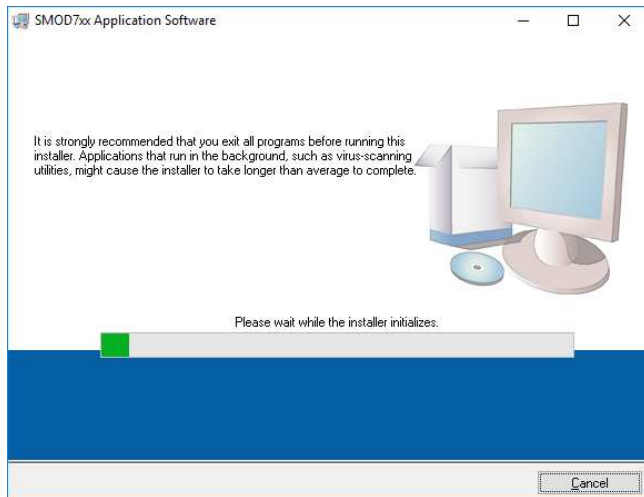 SMOD7xx Application Software
It is strongly recommended that you exit all programs before running this
installer. Applications that run in the background, such as virus-scanning
utilities, might cause the installer to take longer than average to complete.
Please wait while the installer initializes.
Cancel